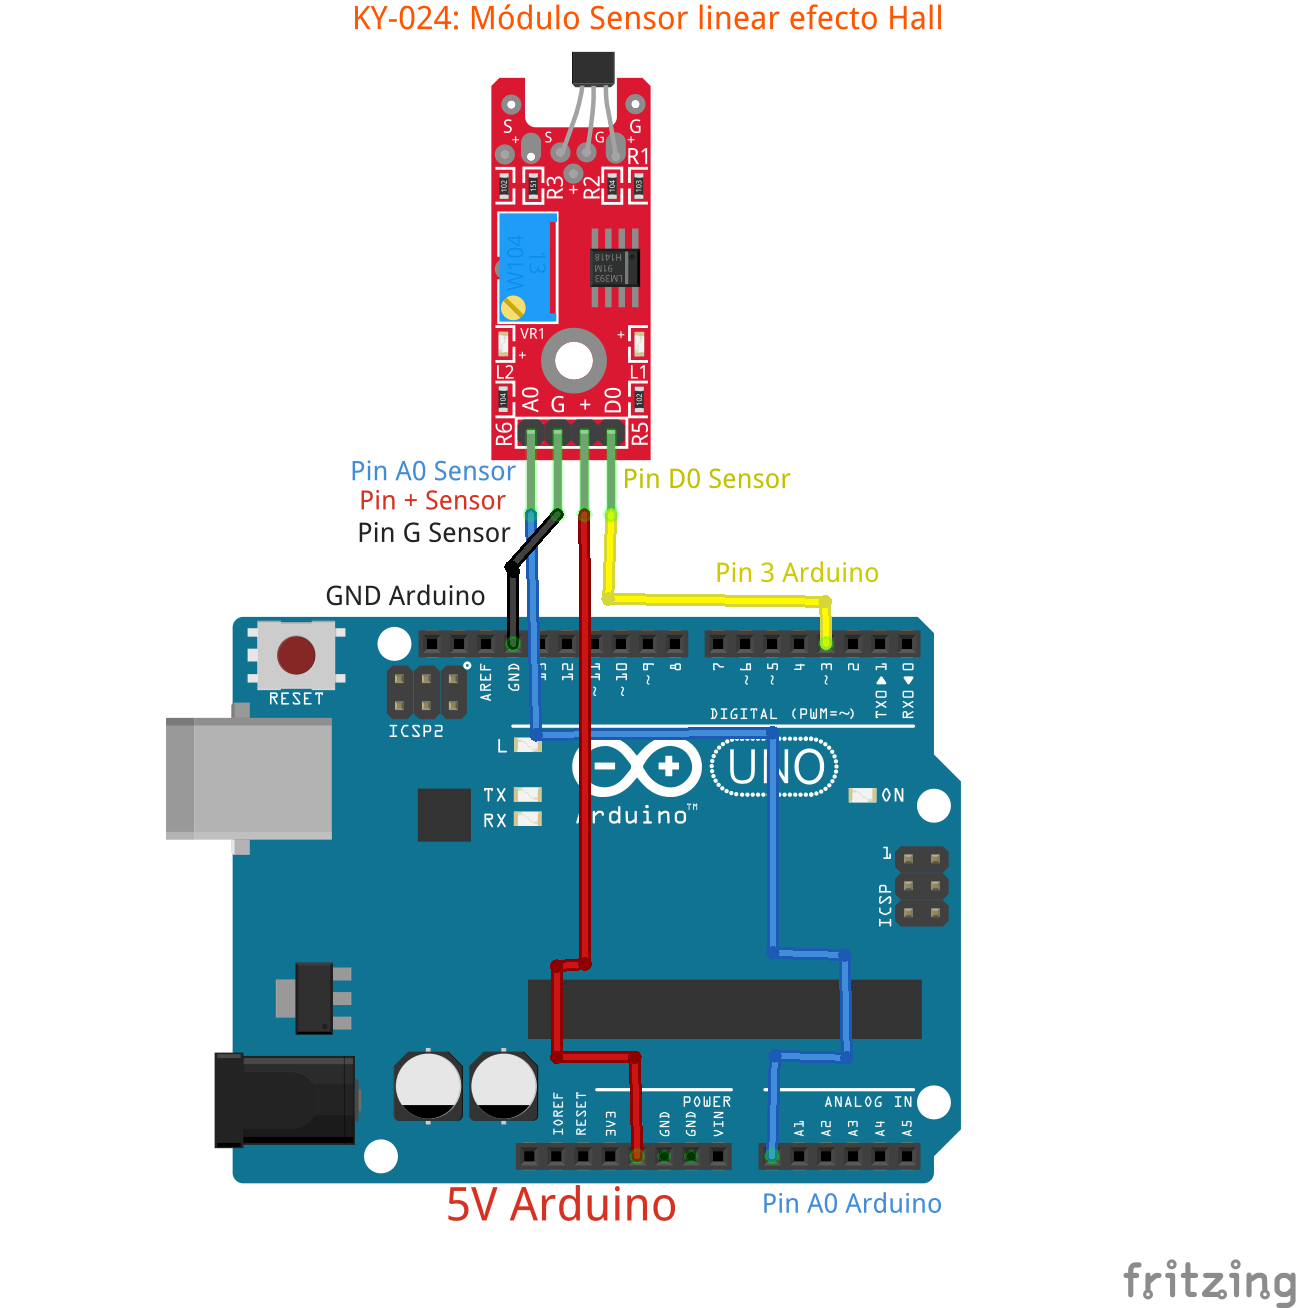 KY-024: Módulo Sensor linear efecto Hall
S
G
+
S
G
+
R1
102
151
R3
+
R2
104
103
W104
13
LM393
91M
H1418
VR1
+
+
L2
L1
104
A0
G
+
D0
102
R6
R5
Pin A0 Sensor
Pin D0 Sensor
Pin + Sensor
Pin G Sensor
Pin 3 Arduino
GND Arduino
RESET
ICSP2
AREF
GND
13
12
~11
~10
~9
8
7
~6
~5
4
~3
2
TX0▶1
RX0◀0
DIGITAL (PWM=~)
L
TX
RX
UNO
Arduino™
ON
1
ICSP
POWER
ANALOG IN
IOREF
RESET
3V3
GND
GND
VIN
A1
A2
A3
A4
A5
5V Arduino
Pin A0 Arduino
fritzing